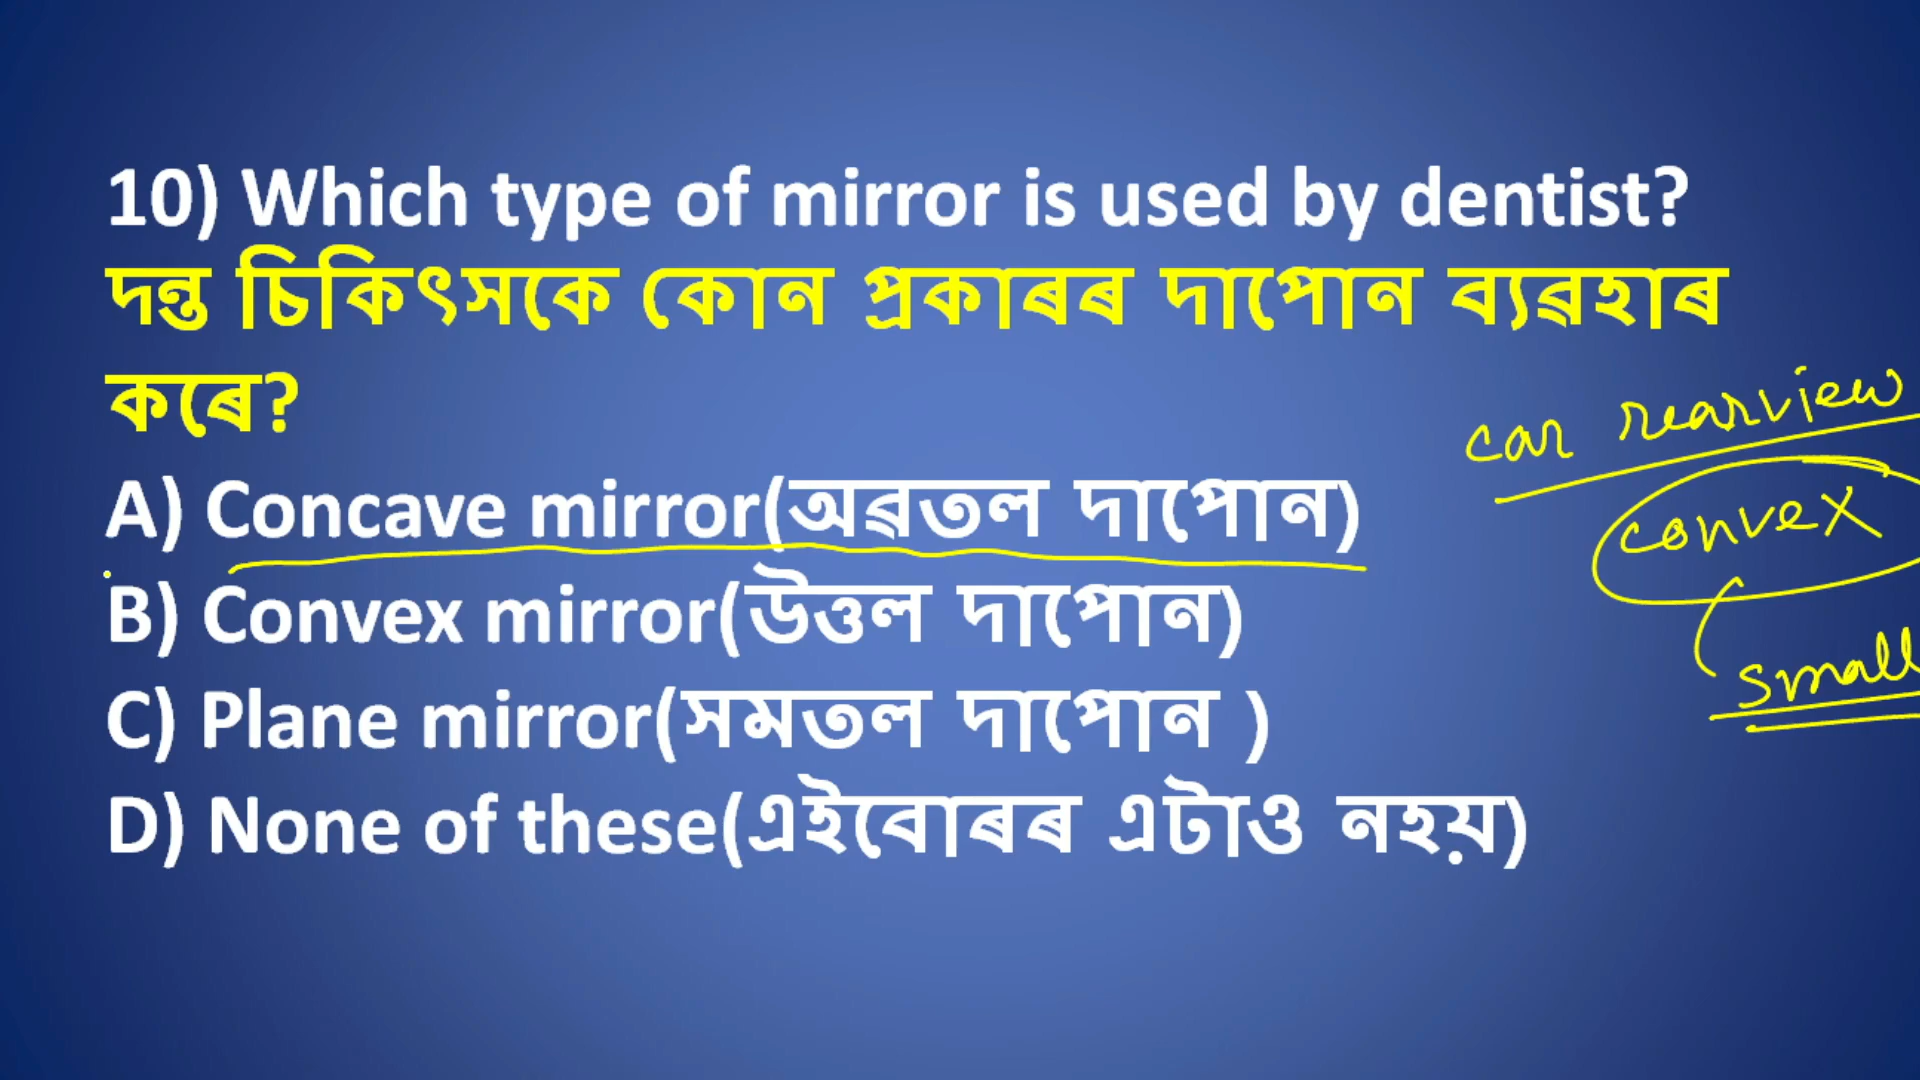 10) Which type of mirror is used by dentist?
দন্ত চিকিৎসকে কোন প্ৰকাৰৰ দাপোন ব্যৱহাৰ
কৰে?
car rearview
A) Concave mirror(অৱতল দাপোন)
convex
B) Convex mirror(উত্তল দাপোন)
small
C) Plane mirror(সমতল দাপোন )
D) None of these(এইবোৰৰ এটাও নহয়)